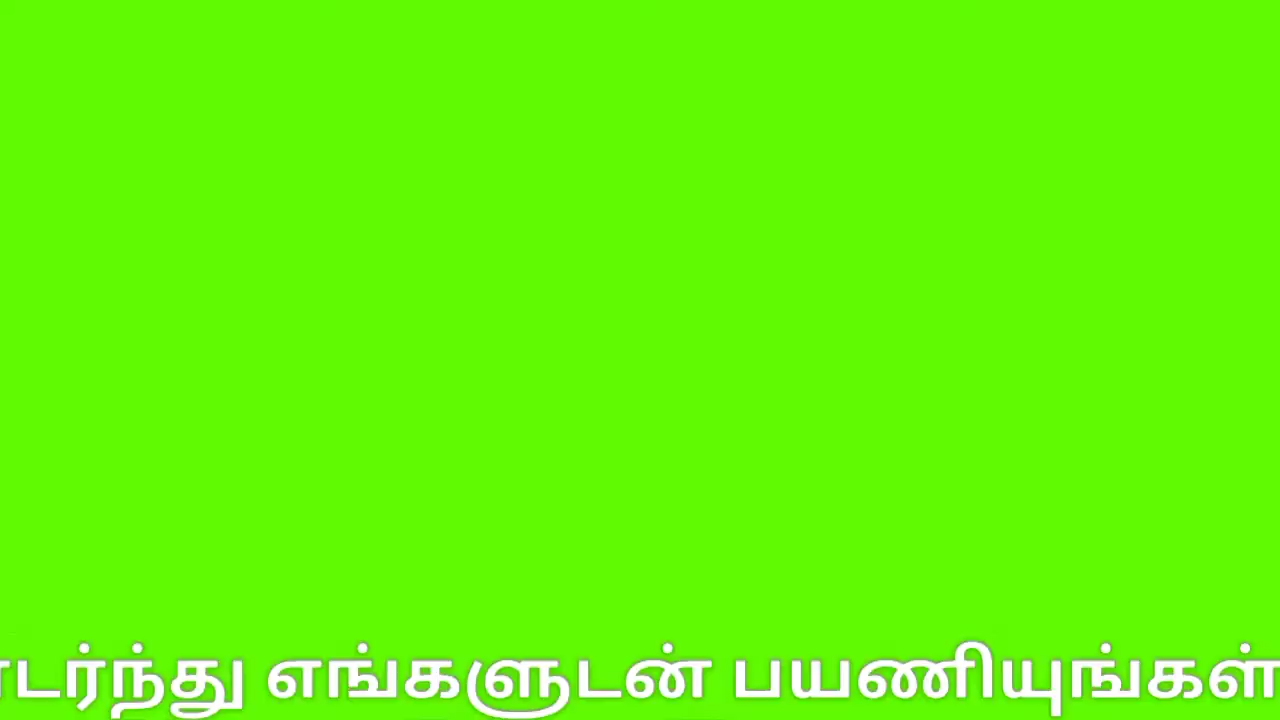 டர்ந்து எங்களுடன் பயணியுங்கள்